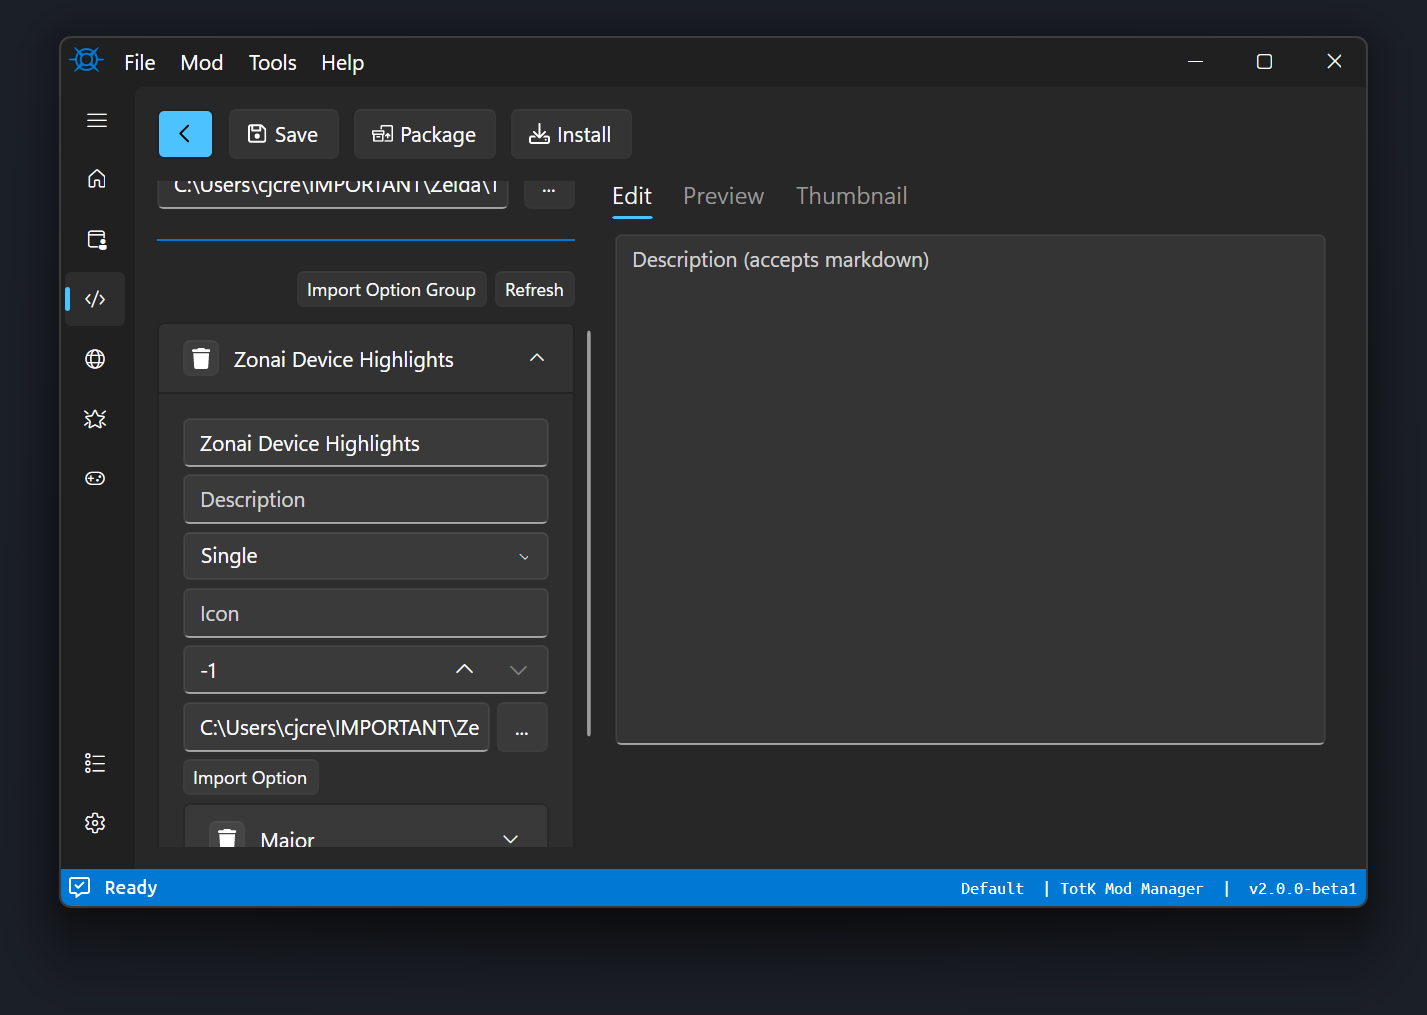 File Mod Tools Help
Save Package Install
C:\Users\cjcre\IMPORTANT\Zelda\T ...
Edit Preview Thumbnail
Description (accepts markdown)
Import Option Group Refresh
Zonai Device Highlights
Zonai Device Highlights
Description
Single
Icon
-1
C:\Users\cjcre\IMPORTANT\Ze ...
Import Option
Major
Ready Default | TotK Mod Manager | v2.0.0-beta1